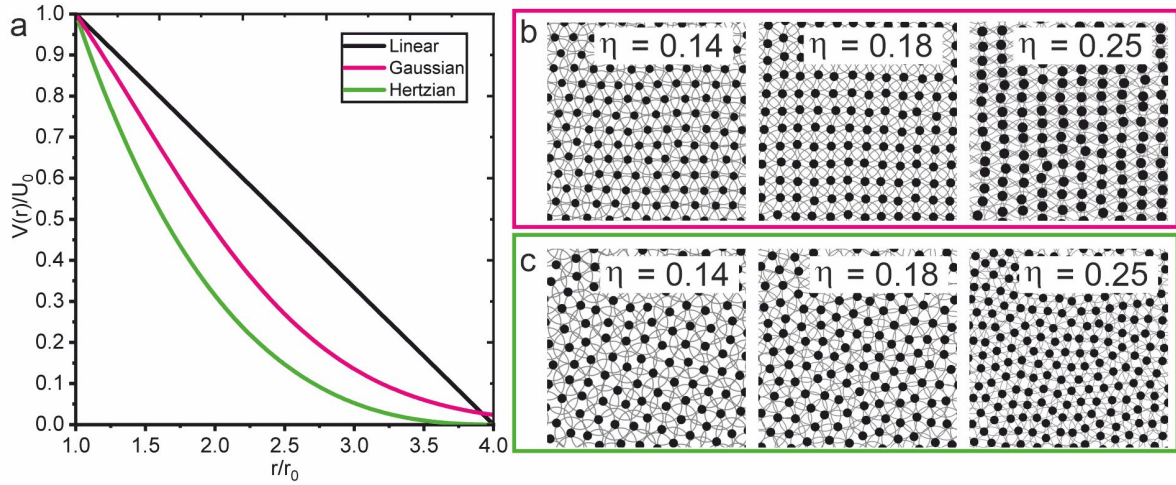 a
V(r)/U0
1.0
0.9
0.8
0.7
0.6
0.5
0.4
0.3
0.2
0.1
0.0
Linear
Gaussian
Hertzian
1.0 1.5 2.0 2.5 3.0 3.5 4.0
r/r0
b
η = 0.14
η = 0.18
η = 0.25
c
η = 0.14
η = 0.18
η = 0.25